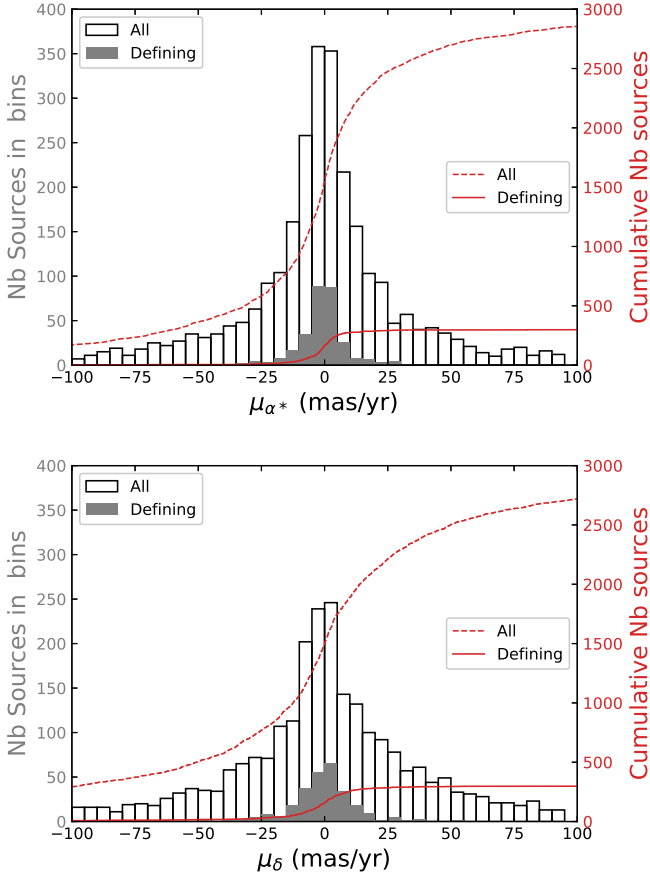 All
Defining
400
350
300
250
200
150
100
50
0
Nb Sources in  bins
3000
2500
2000
1500
1000
500
0
Cumulative Nb sources
All
Defining
−100 −75 −50 −25 0 25 50 75 100
μα* (mas/yr)
All
Defining
400
350
300
250
200
150
100
50
0
Nb Sources in  bins
3000
2500
2000
1500
1000
500
0
Cumulative Nb sources
All
Defining
−100 −75 −50 −25 0 25 50 75 100
μδ (mas/yr)